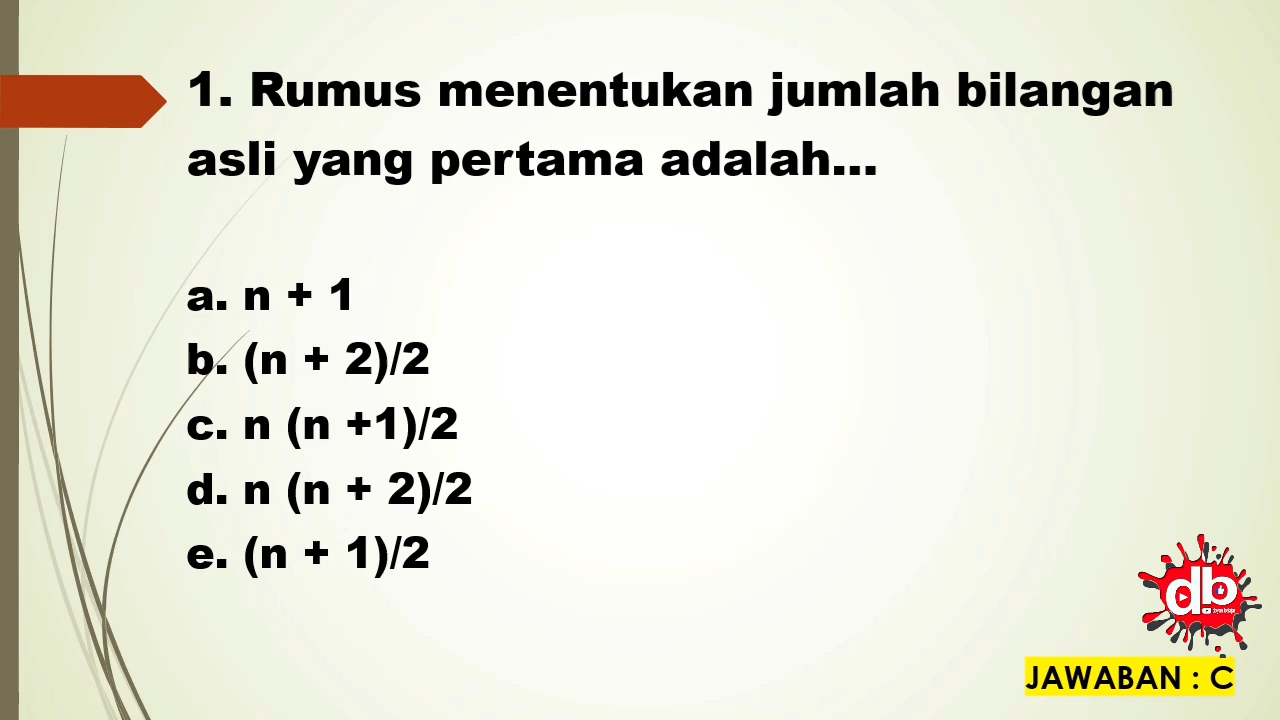 1. Rumus menentukan jumlah bilangan
asli yang pertama adalah...
a. n + 1
b. (n + 2)/2
c. n (n +1)/2
d. n (n + 2)/2
e. (n + 1)/2
db
JAWABAN : C